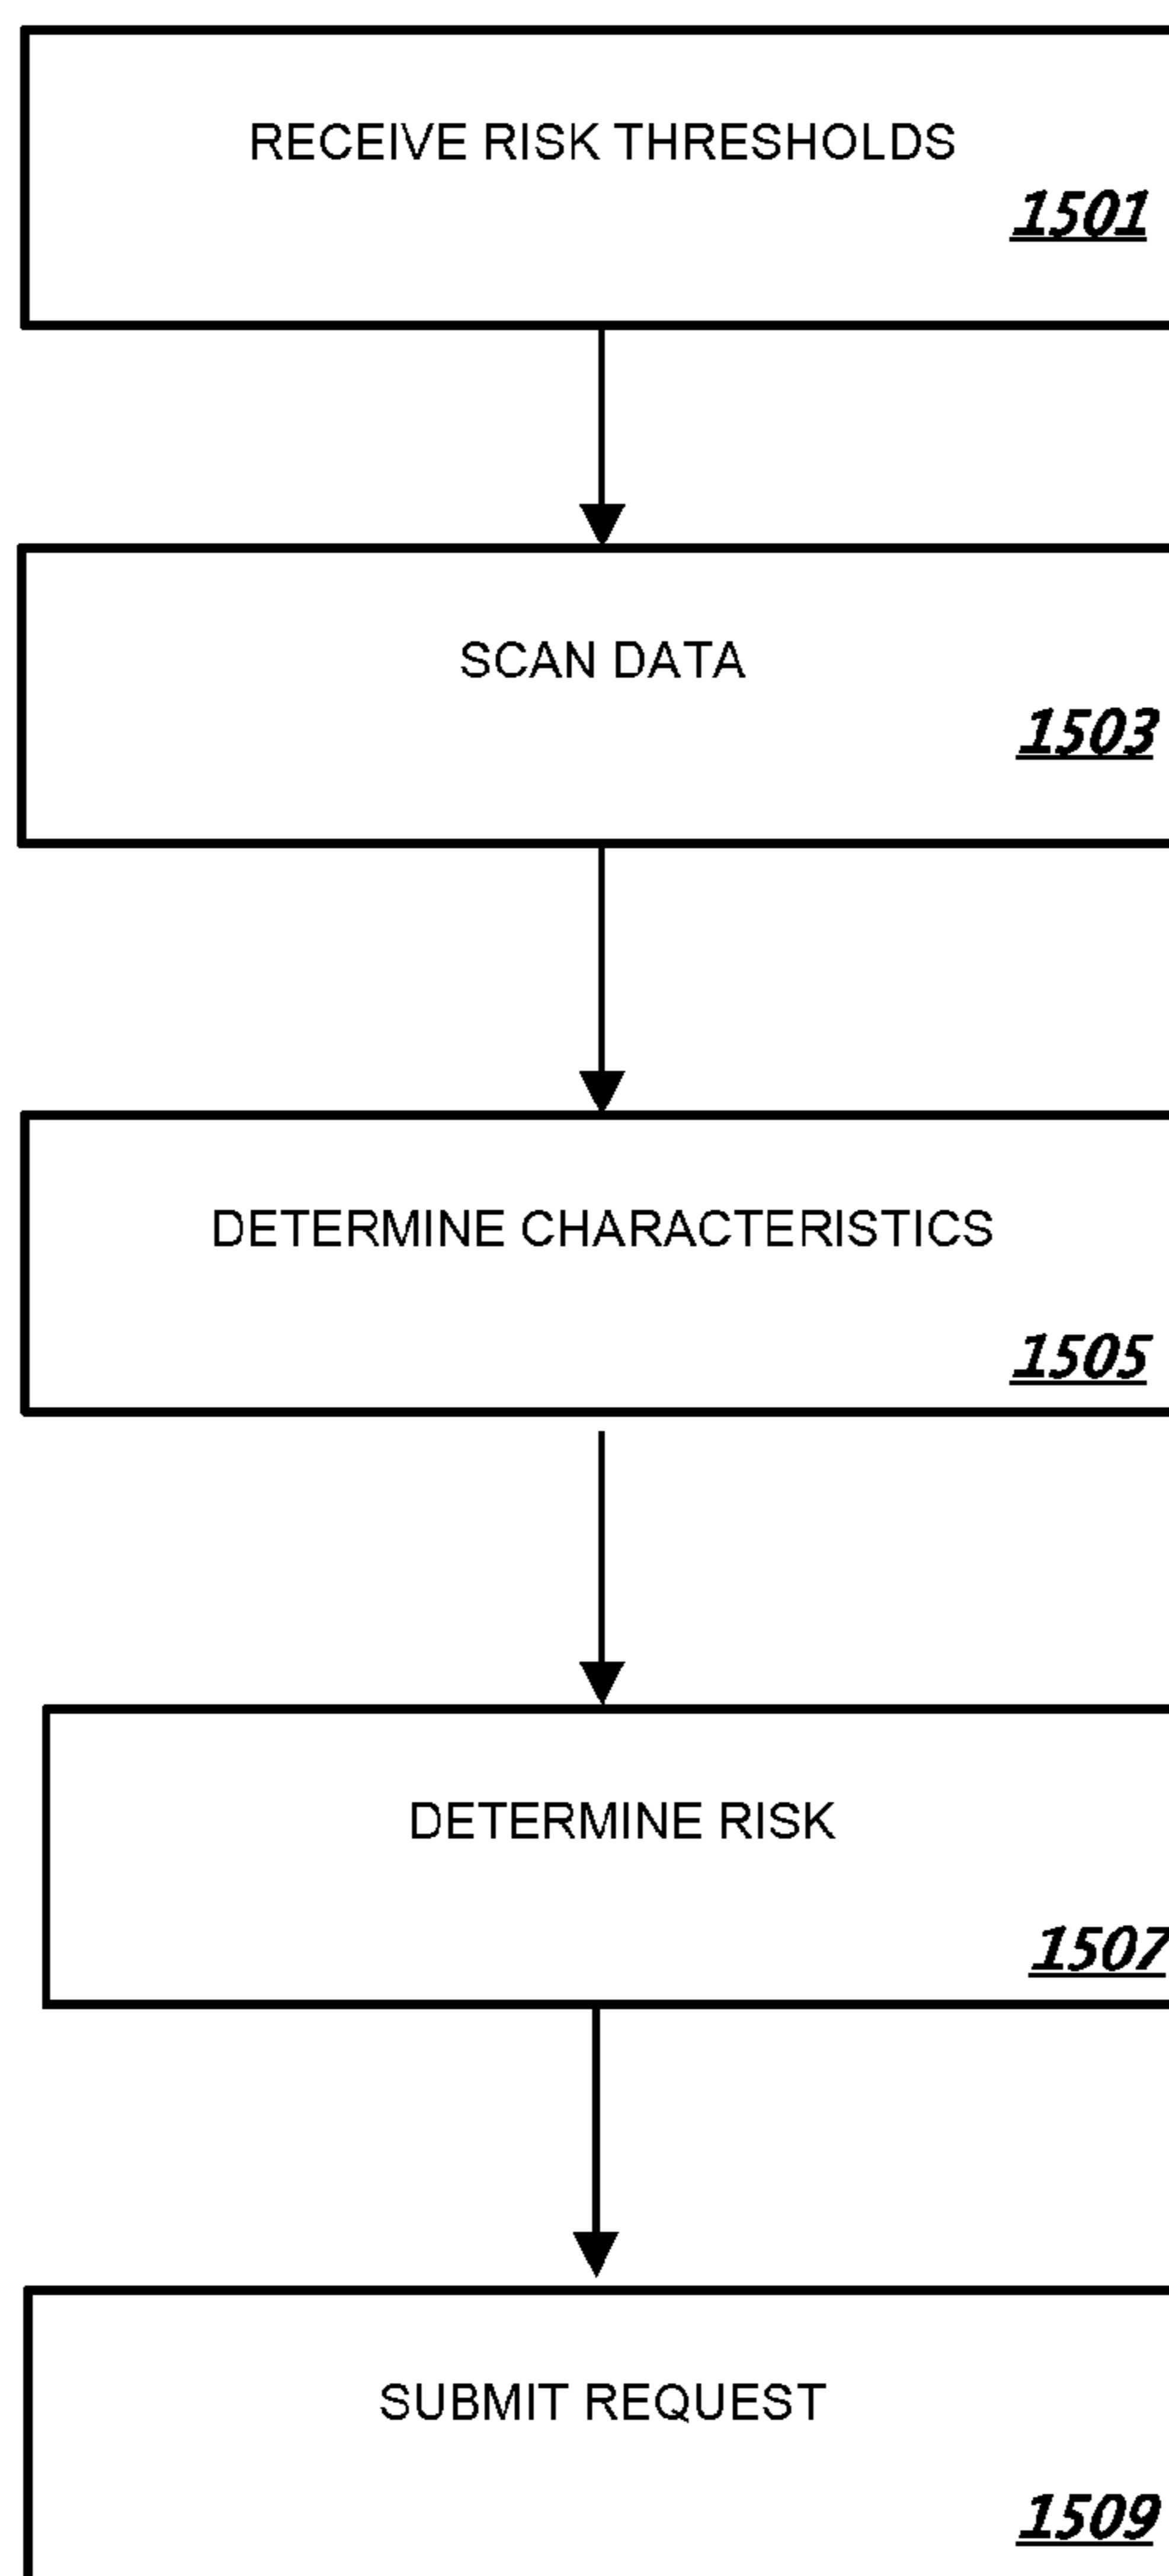 RECEIVE RISK THRESHOLDS
1501
SCAN DATA
1503
DETERMINE CHARACTERISTICS
1505
DETERMINE RISK
1507
SUBMIT REQUEST
1509